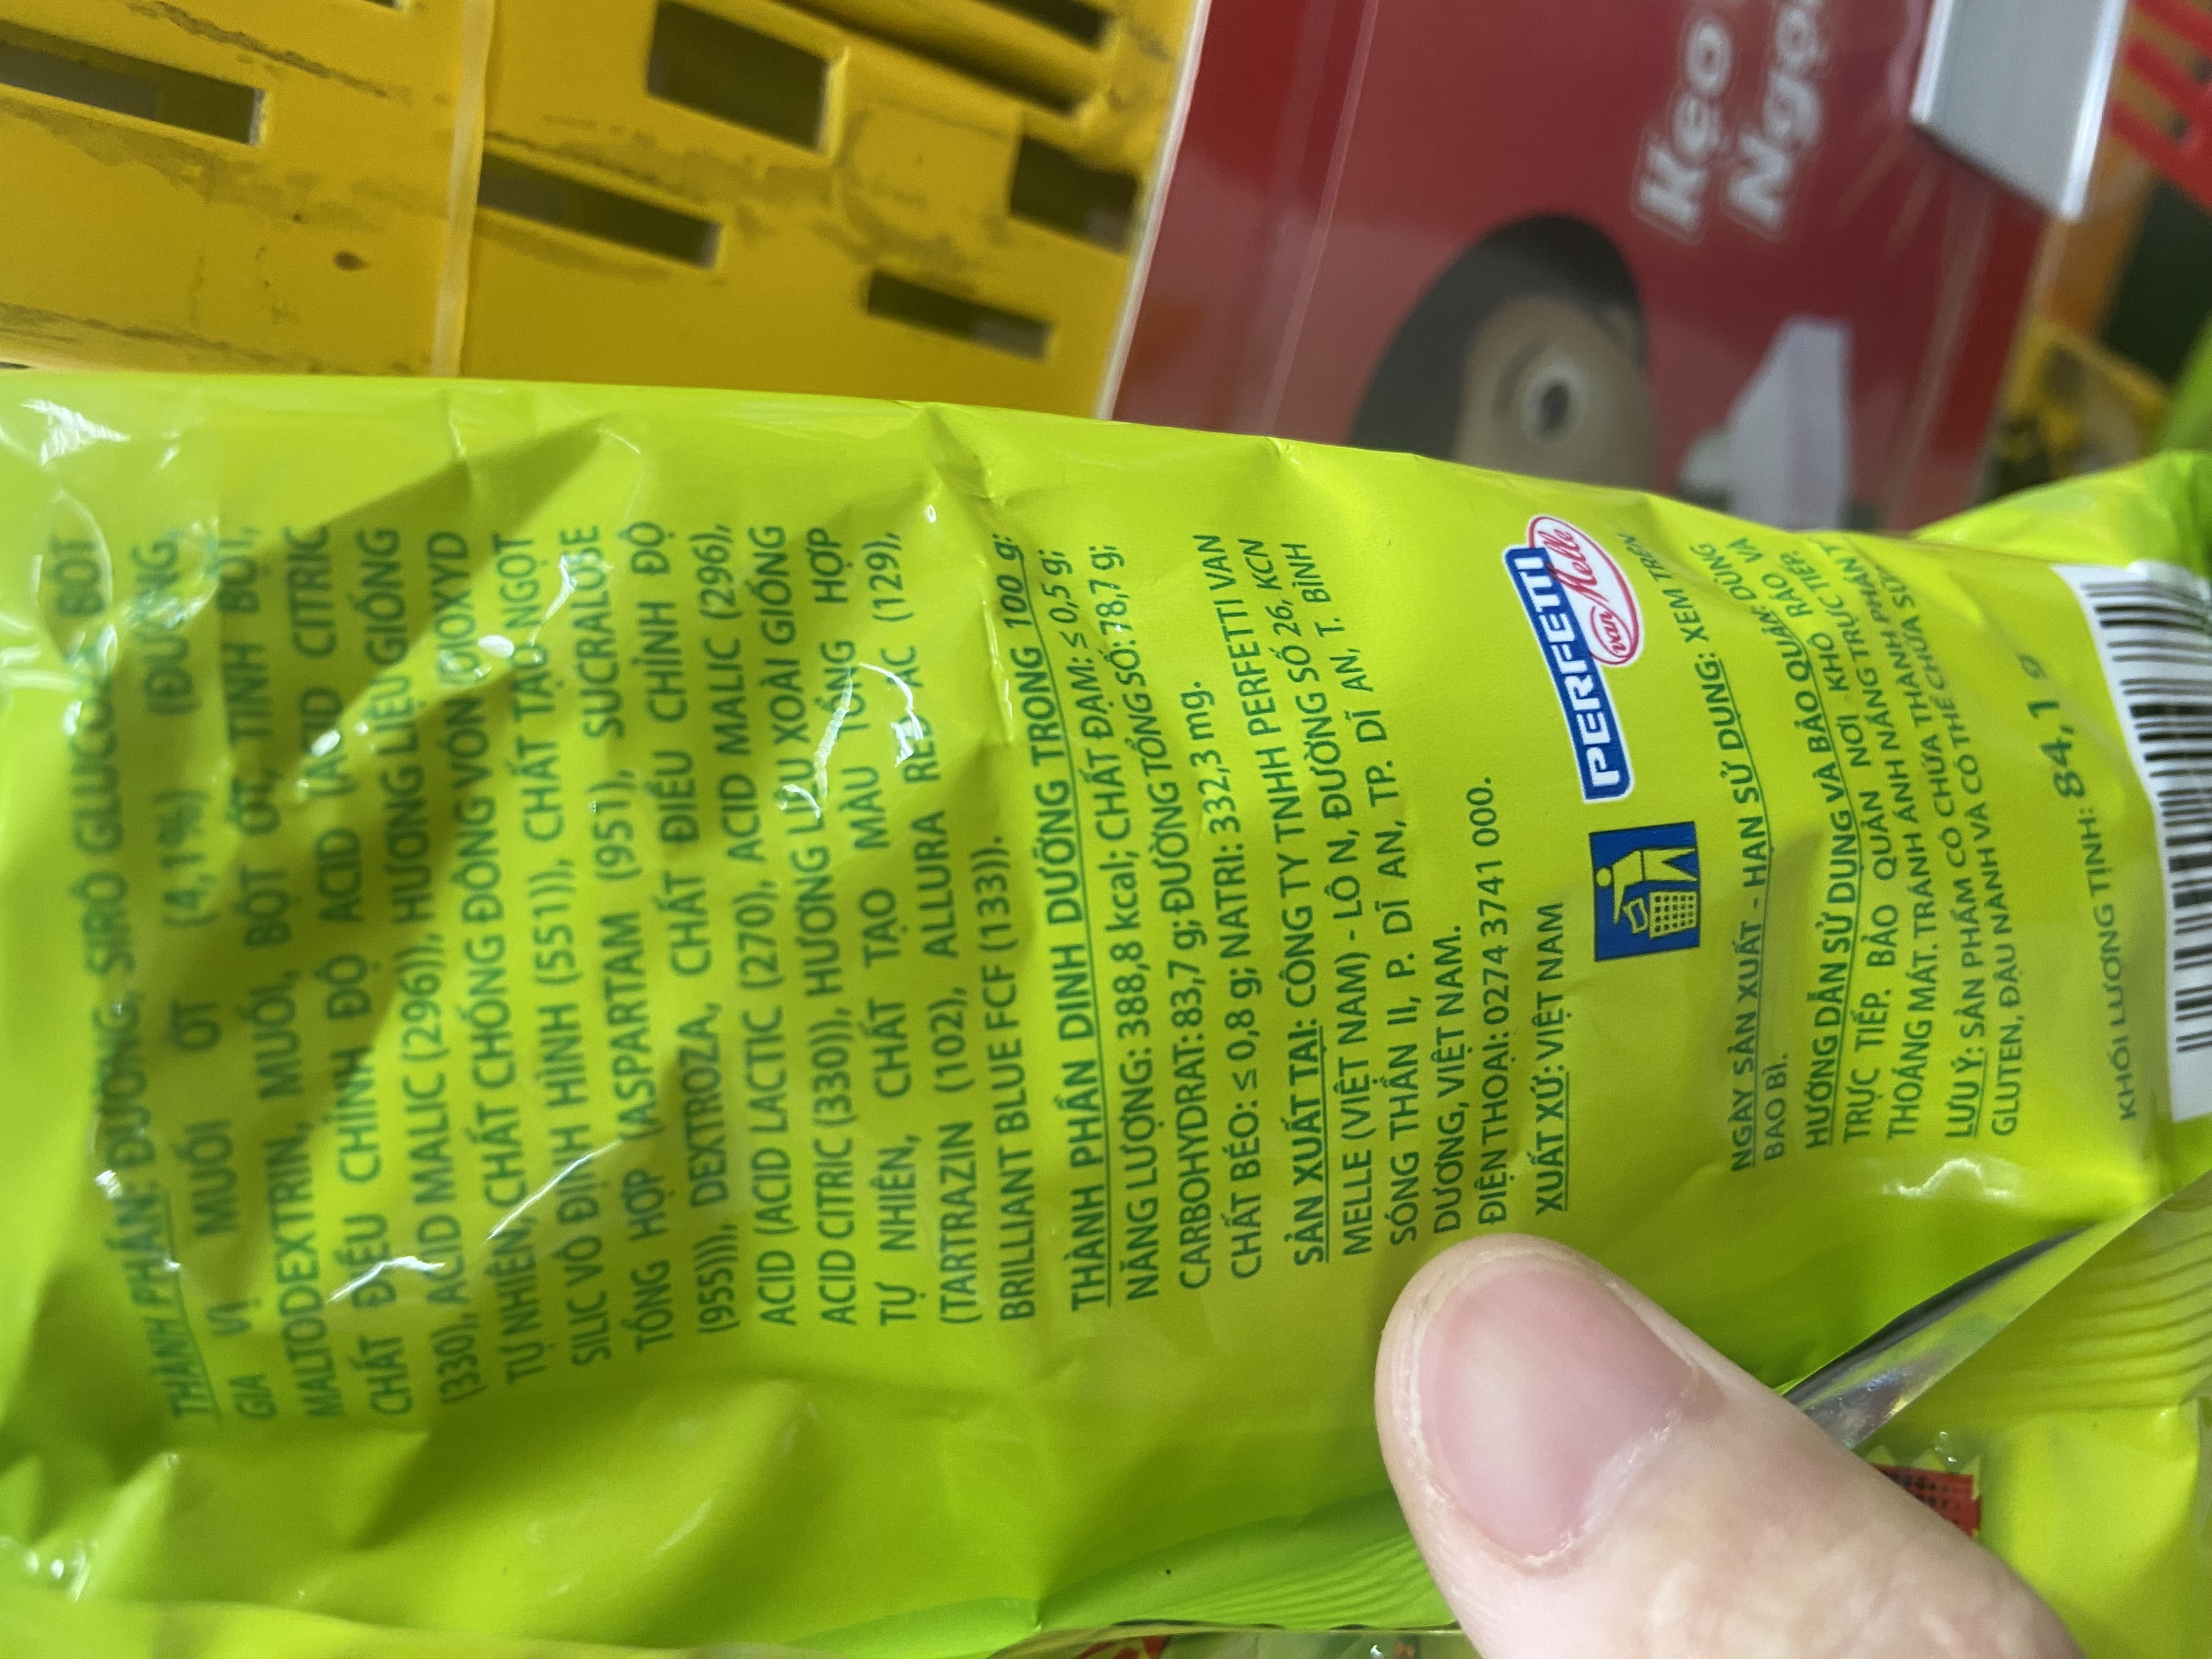 THÀNH PHẦN: ĐƯỜNG, SIRÔ GLUCOZA, BỘT
GIA VỊ MUỐI ỚT (4,1%) (ĐƯỜNG,
MALTODEXTRIN, MUỐI, BỘT ỚT, TINH BỘT,
CHẤT ĐIỀU CHỈNH ĐỘ ACID (ACID CITRIC
(330), ACID MALIC (296)), HƯƠNG LIỆU GIỐNG
TỰ NHIÊN, CHẤT CHỐNG ĐÔNG VÓN (DIOXYD
SILIC VÔ ĐỊNH HÌNH (551)), CHẤT TẠO NGỌT
TỔNG HỢP (ASPARTAM (951), SUCRALOSE
(955))), DEXTROZA, CHẤT ĐIỀU CHỈNH ĐỘ
ACID (ACID LACTIC (270), ACID MALIC (296),
ACID CITRIC (330)), HƯƠNG LIỆU XOÀI GIỐNG
TỰ NHIÊN, CHẤT TẠO MÀU TỔNG HỢP
(TARTRAZIN (102), ALLURA RED AC (129),
BRILLIANT BLUE FCF (133)).
THÀNH PHẦN DINH DƯỠNG TRONG 100 g:
NĂNG LƯỢNG: 388,8 kcal; CHẤT ĐẠM: ≤ 0,5 g;
CARBOHYDRAT: 83,7 g; ĐƯỜNG TỔNG SỐ: 78,7 g;
CHẤT BÉO: ≤ 0,8 g; NATRI: 332,3 mg.
SẢN XUẤT TẠI: CÔNG TY TNHH PERFETTI VAN
MELLE (VIỆT NAM) - LÔ N, ĐƯỜNG SỐ 26, KCN
SÓNG THẦN II, P. DĨ AN, TP. DĨ AN, T. BÌNH
DƯƠNG, VIỆT NAM.
ĐIỆN THOẠI: 0274 3741 000.
XUẤT XỨ: VIỆT NAM
PERFETTI
van Melle
NGÀY SẢN XUẤT - HẠN SỬ DỤNG: XEM TRÊN
BAO BÌ.
HƯỚNG DẪN SỬ DỤNG VÀ BẢO QUẢN: DÙNG
TRỰC TIẾP. BẢO QUẢN NƠI KHÔ RÁO VÀ
THOÁNG MÁT. TRÁNH ÁNH NẮNG TRỰC TIẾP.
LƯU Ý: SẢN PHẨM CÓ CHỨA THÀNH PHẦN
GLUTEN, ĐẬU NÀNH VÀ CÓ THỂ CHỨA SỮA
KHỐI LƯỢNG TỊNH: 84,1 g
Kẹo